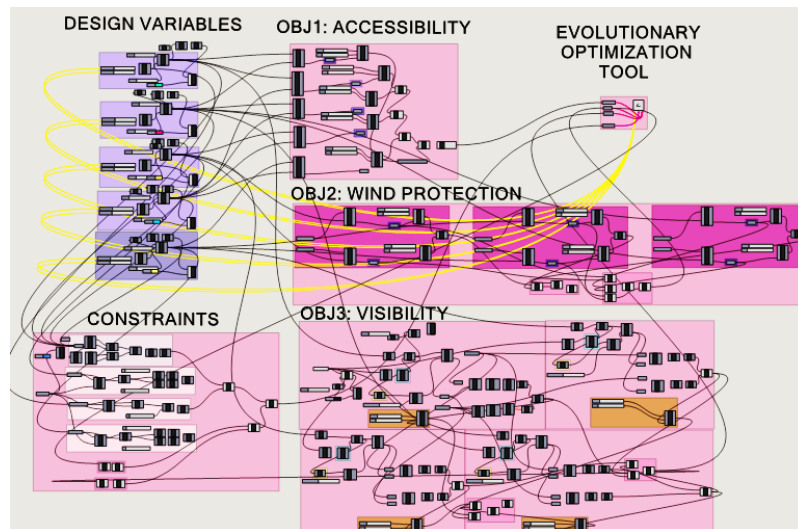 DESIGN VARIABLES
OBJ1: ACCESSIBILITY
EVOLUTIONARY
OPTIMIZATION
TOOL
OBJ2: WIND PROTECTION
CONSTRAINTS
OBJ3: VISIBILITY